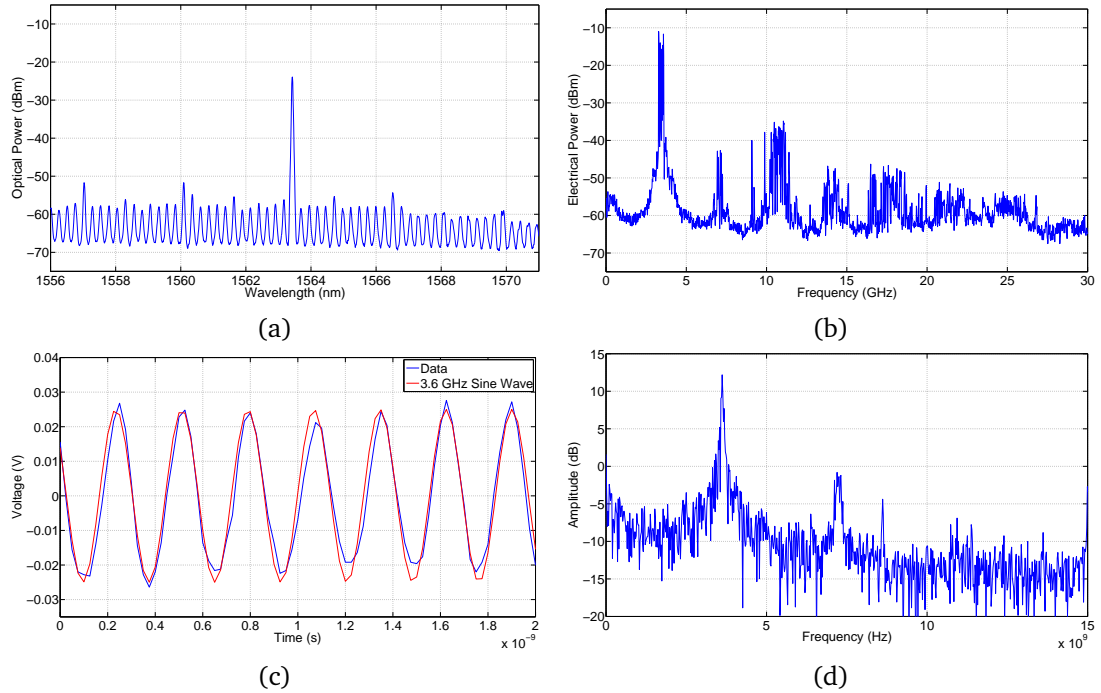 −10
−20
−30
−40
−50
−60
−70
Optical Power (dBm)
1556 1558 1560 1562 1564 1566 1568 1570
Wavelength (nm)
(a)
−10
−20
−30
−40
−50
−60
−70
Electrical Power (dBm)
0 5 10 15 20 25 30
Frequency (GHz)
(b)
0.04
0.03
0.02
0.01
0
−0.01
−0.02
−0.03
Voltage (V)
Data
3.6 GHz Sine Wave
0 0.2 0.4 0.6 0.8 1 1.2 1.4 1.6 1.8 2
Time (s)
x 10⁻⁹
(c)
15
10
5
0
−5
−10
−15
−20
Amplitude (dB)
0 5 10 15
Frequency (Hz)
x 10⁹
(d)